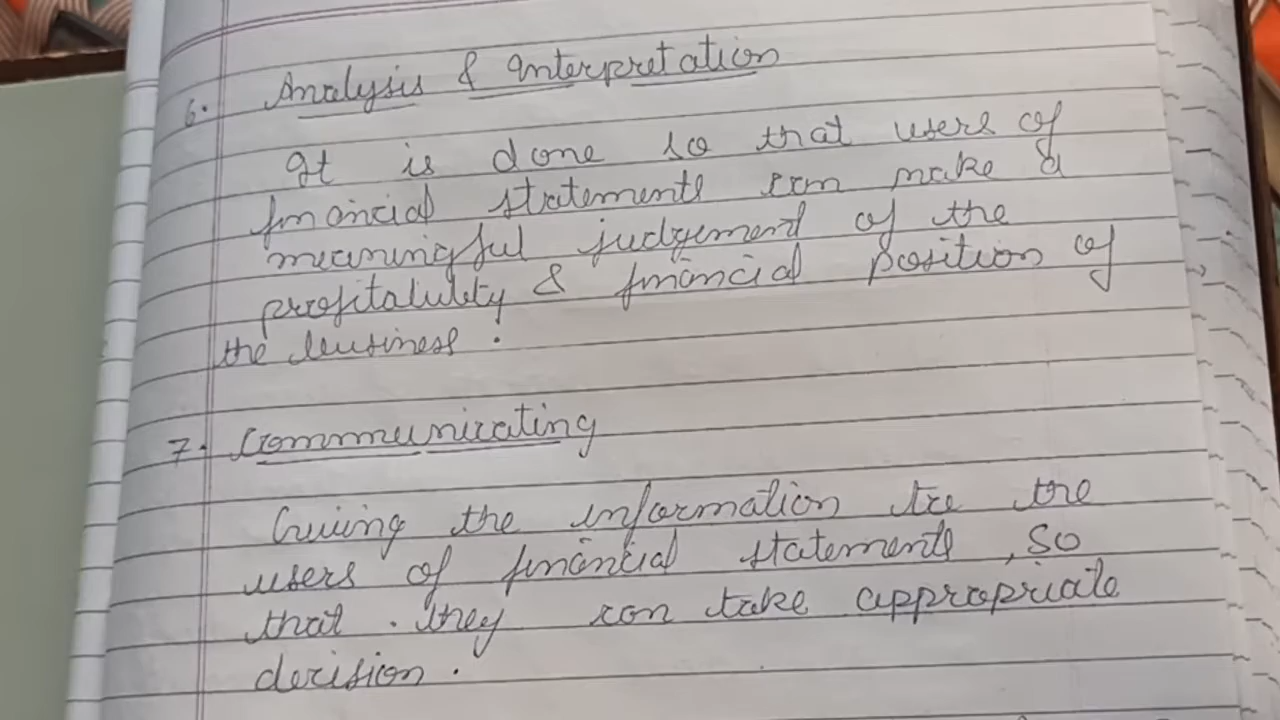 6. Analysis & Interpretation
It is done so that users of
financial statements can make a
meaningful judgement of the
profitability & financial position of
the business.
7. Communicating
Giving the information to the
users of financial statements, so
that they can take appropriate
decision.